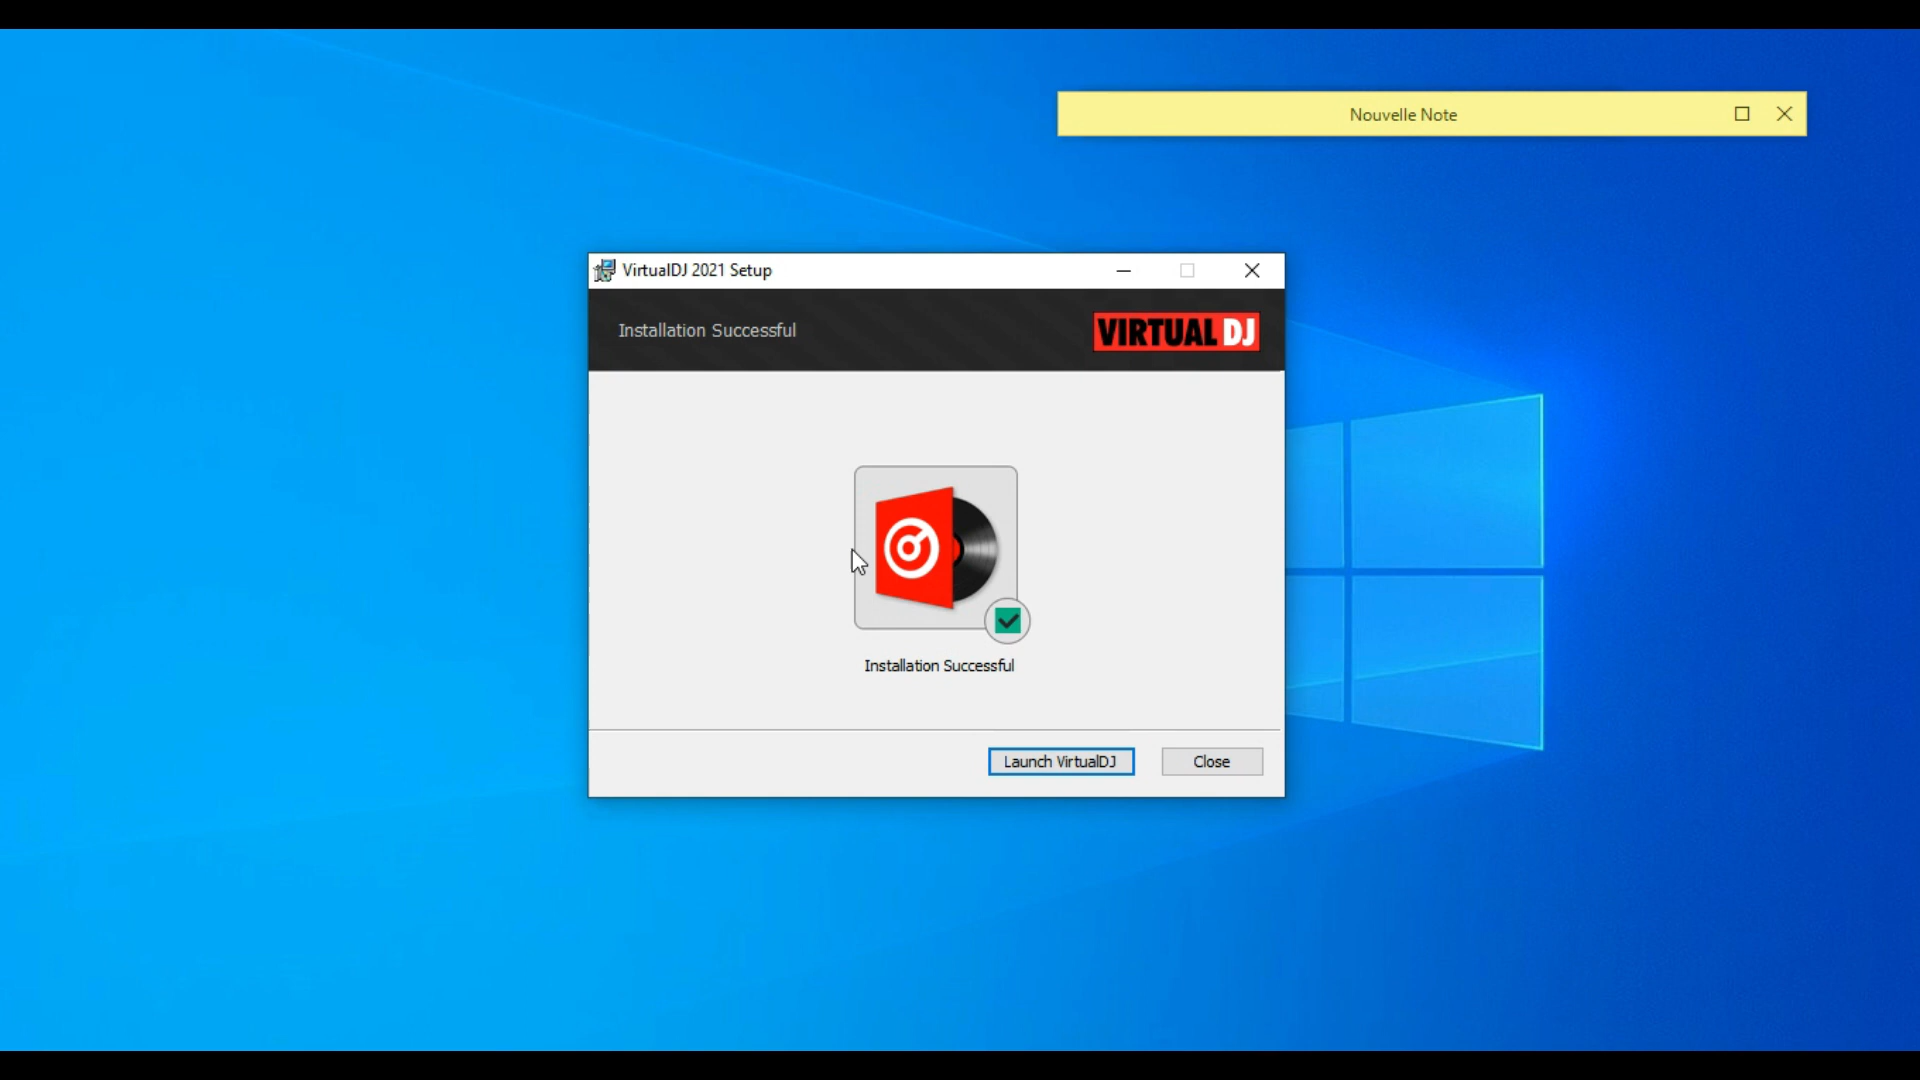 Nouvelle Note
VirtualDJ 2021 Setup
Installation Successful
VIRTUAL DJ
Installation Successful
Launch VirtualDJ
Close